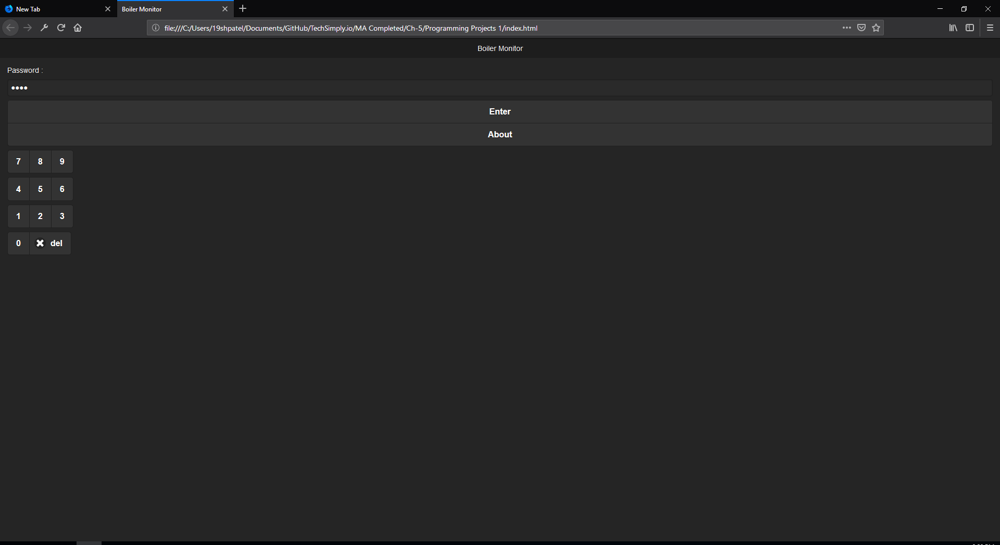 New Tab
Boiler Monitor
file:///C:/Users/19shpatel/Documents/GitHub/TechSimply.io/MA Completed/Ch-5/Programming Projects 1/index.html
Boiler Monitor
Password :
••••
Enter
About
7 8 9
4 5 6
1 2 3
0 del